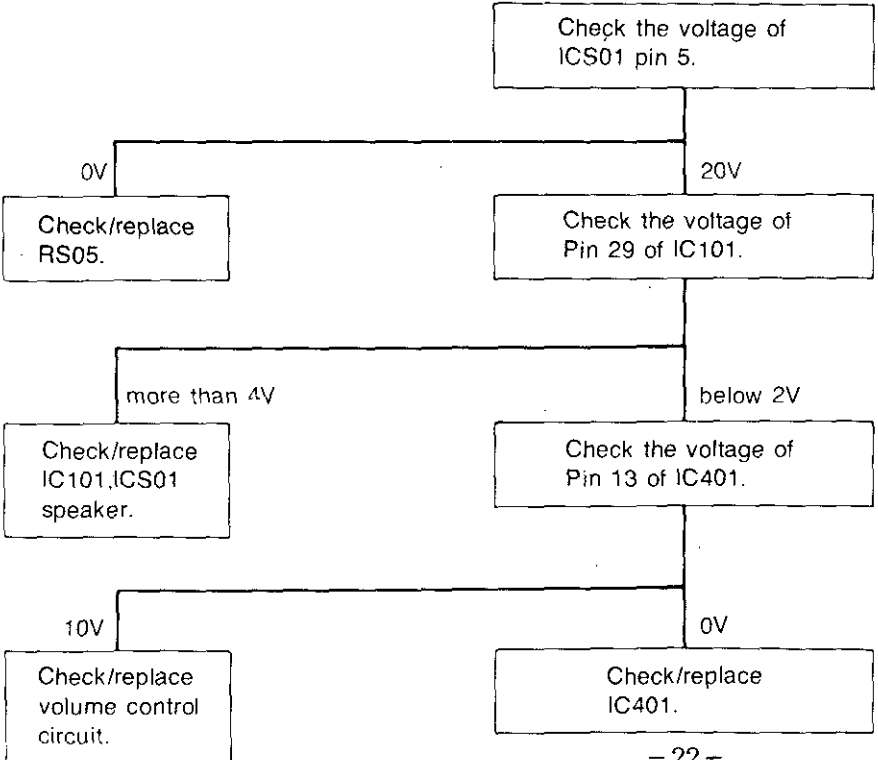 Check the voltage of
ICS01 pin 5.
0V
20V
Check/replace
RS05.
Check the voltage of
Pin 29 of IC101.
more than 4V
below 2V
Check/replace
IC101,ICS01
speaker.
Check the voltage of
Pin 13 of IC401.
10V
0V
Check/replace
volume control
circuit.
Check/replace
IC401.
– 22 –